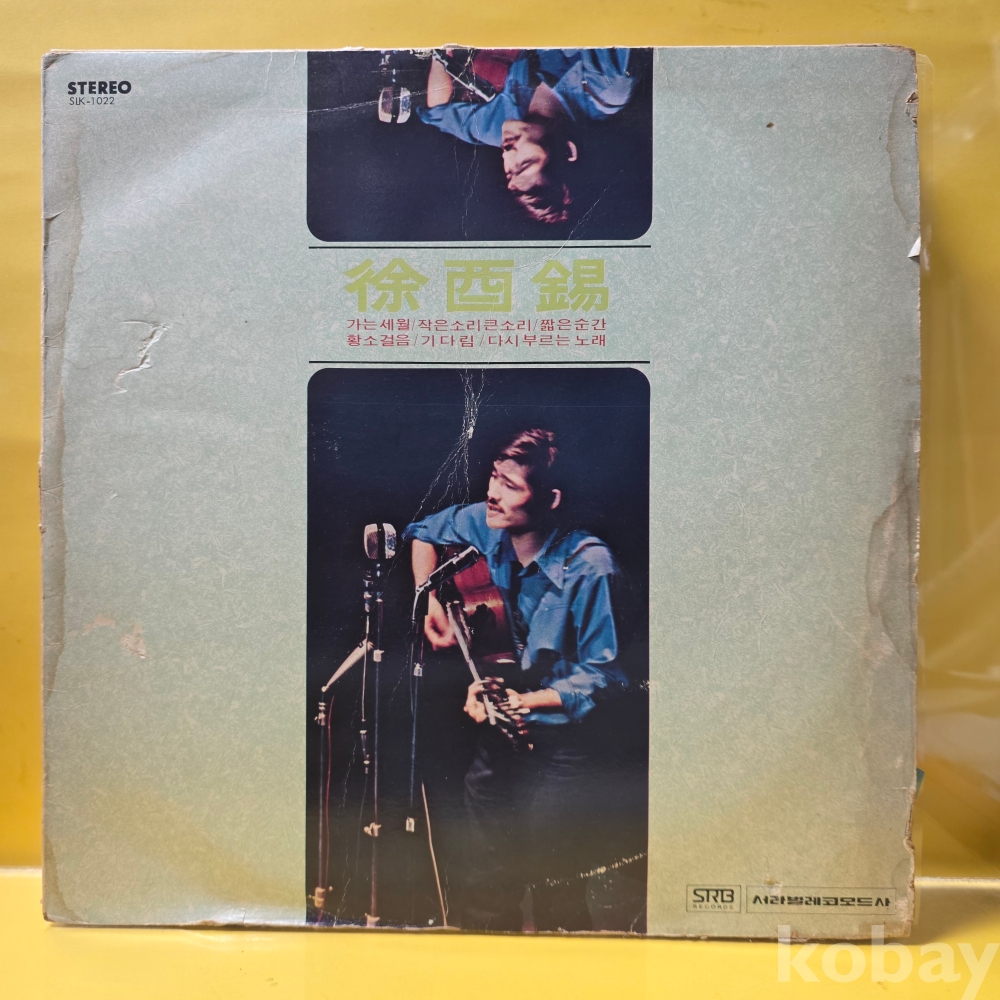 STEREO
SLK-1022
徐酉錫
가는세월/작은소리큰소리/짧은순간
황소걸음/기다림/다시부르는노래
SRB
RECORDS
서라벌레코오드사
kobay